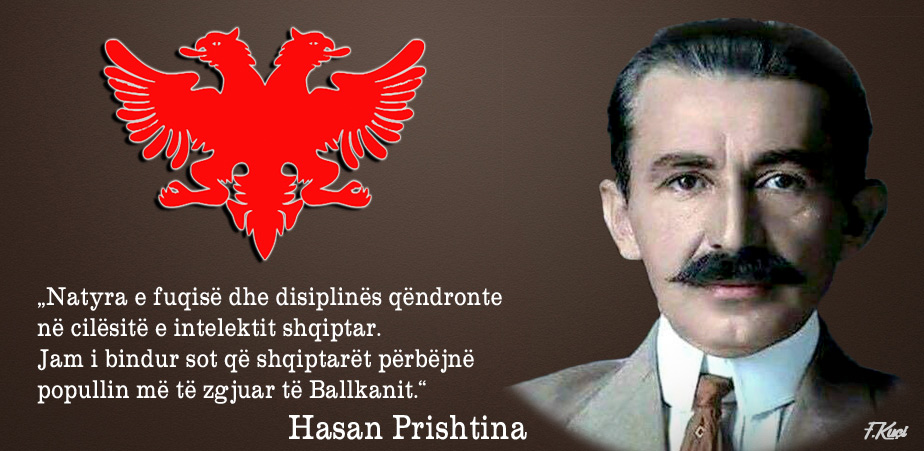 „Natyra e fuqisë dhe disiplinës qëndronte
në cilësitë e intelektit shqiptar.
Jam i bindur sot që shqiptarët përbëjnë
popullin më të zgjuar të Ballkanit.“
Hasan Prishtina
F.Kuçi